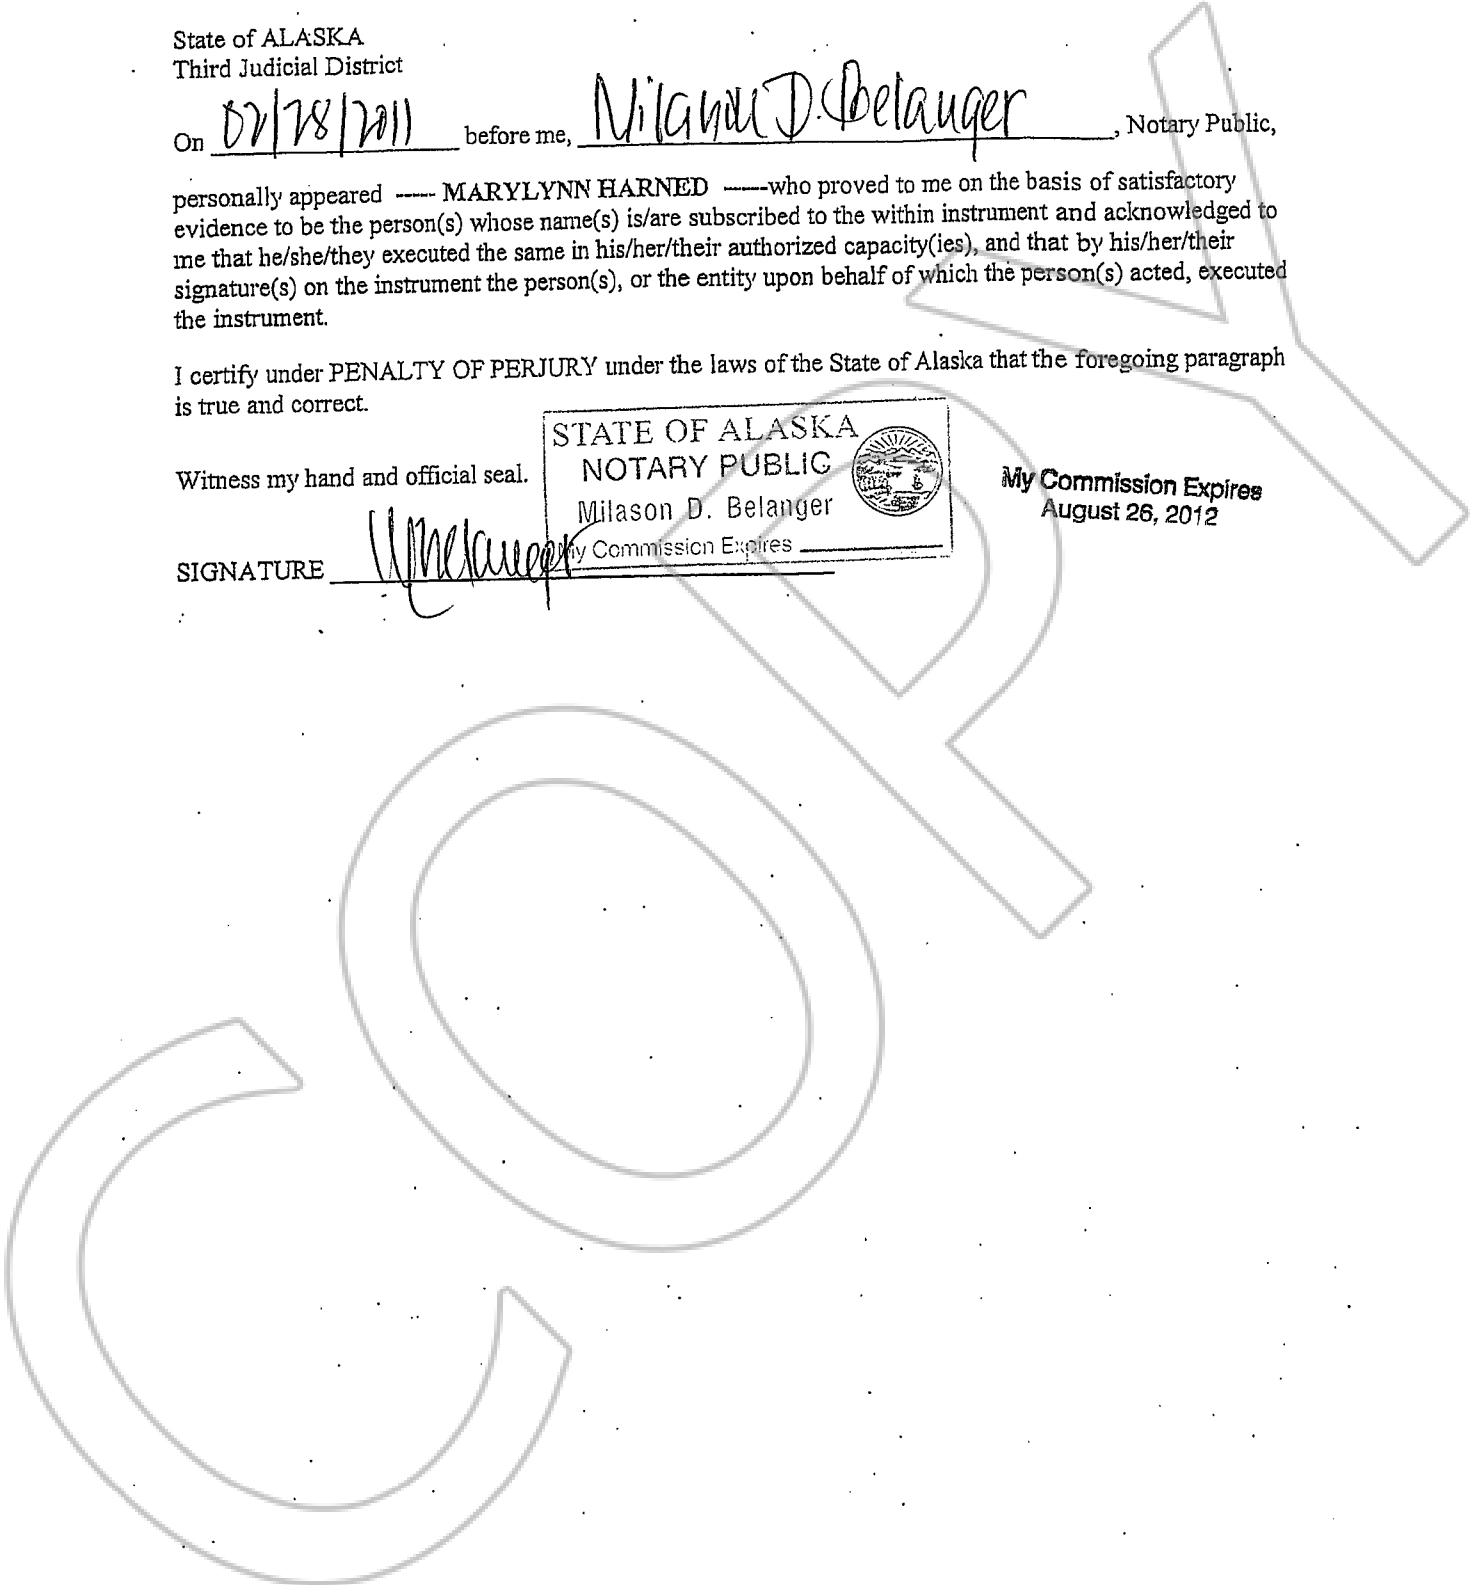 State of ALASKA
Third Judicial District
On 02/28/2011 before me, Milason D. Belanger, Notary Public,
personally appeared ----- MARYLYNN HARNED -----who proved to me on the basis of satisfactory
evidence to be the person(s) whose name(s) is/are subscribed to the within instrument and acknowledged to
me that he/she/they executed the same in his/her/their authorized capacity(ies), and that by his/her/their
signature(s) on the instrument the person(s), or the entity upon behalf of which the person(s) acted, executed
the instrument.
I certify under PENALTY OF PERJURY under the laws of the State of Alaska that the foregoing paragraph
is true and correct.
STATE OF ALASKA
NOTARY PUBLIC
Milason D. Belanger
My Commission Expires
Witness my hand and official seal.
My Commission Expires
August 26, 2012
SIGNATURE
COPY